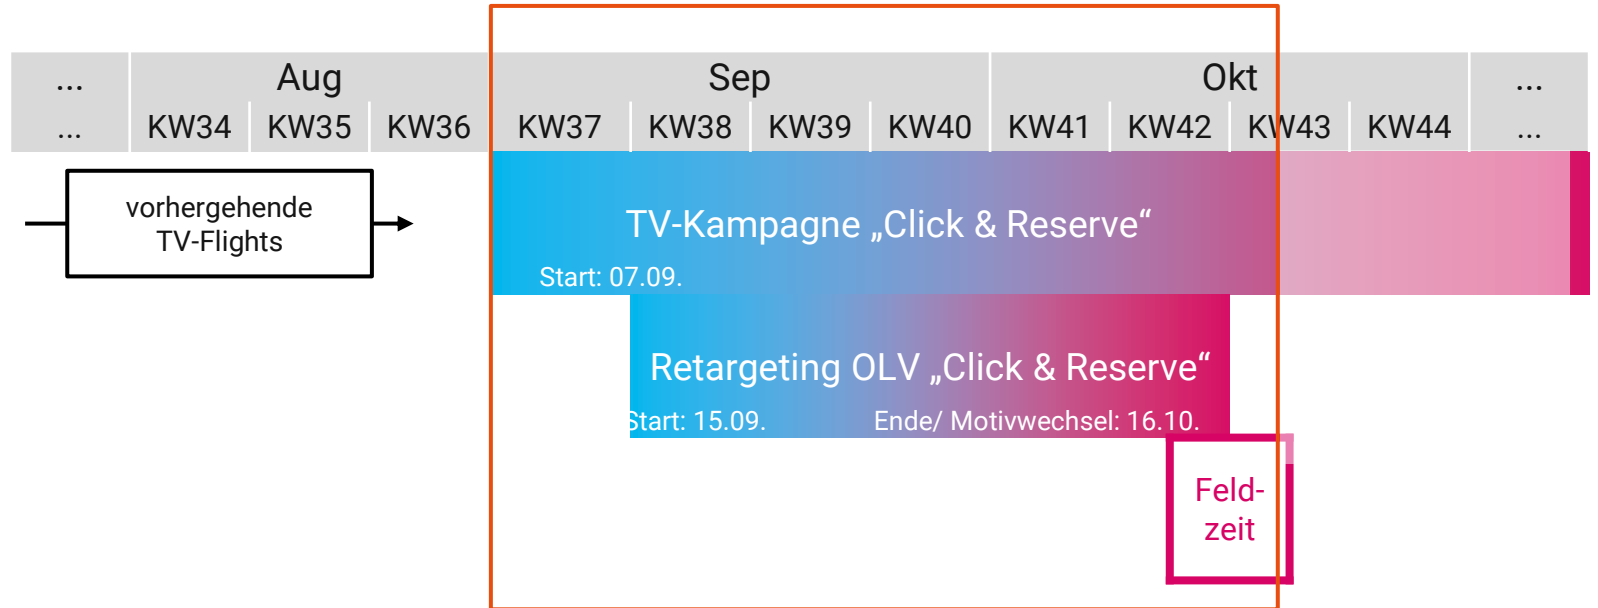 ... Aug Sep Okt ...
... KW34 KW35 KW36 KW37 KW38 KW39 KW40 KW41 KW42 KW43 KW44 ...
vorhergehende
TV-Flights
TV-Kampagne „Click & Reserve“
Start: 07.09.
Retargeting OLV „Click & Reserve“
Start: 15.09. Ende/ Motivwechsel: 16.10.
Feld-
zeit